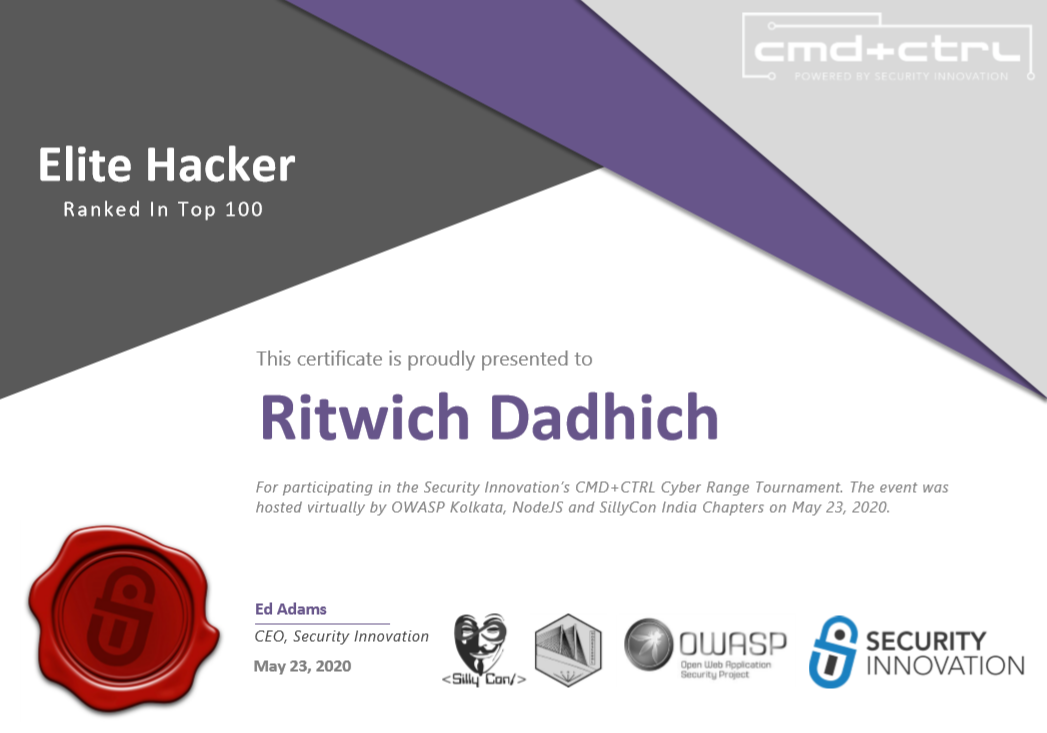 cmd+ctrl
POWERED BY SECURITY INNOVATION
Elite Hacker
Ranked In Top 100
This certificate is proudly presented to
Ritwich Dadhich
For participating in the Security Innovation's CMD+CTRL Cyber Range Tournament. The event was
hosted virtually by OWASP Kolkata, NodeJS and SillyCon India Chapters on May 23, 2020.
Ed Adams
CEO, Security Innovation
May 23, 2020
<Silly Con/>
OWASP
Open Web Application
Security Project
SECURITY
INNOVATION